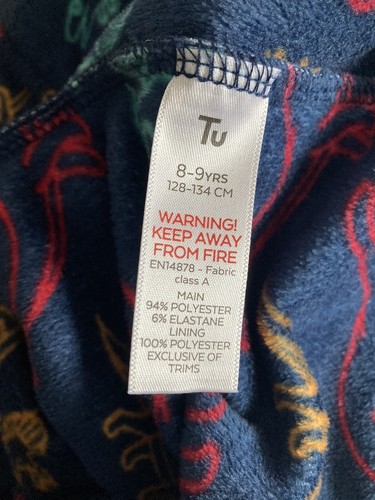 Tu
8-9YRS
128-134 CM
WARNING!
KEEP AWAY
FROM FIRE
EN14878 - Fabric
class A
MAIN
94% POLYESTER
6% ELASTANE
LINING
100% POLYESTER
EXCLUSIVE OF
TRIMS